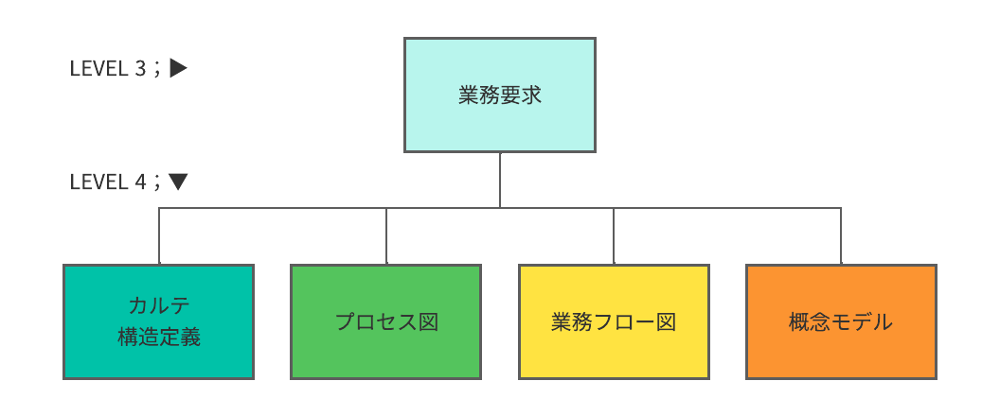 LEVEL 3 ; ▶
業務要求
LEVEL 4 ; ▼
カルテ
構造定義
プロセス図
業務フロー図
概念モデル